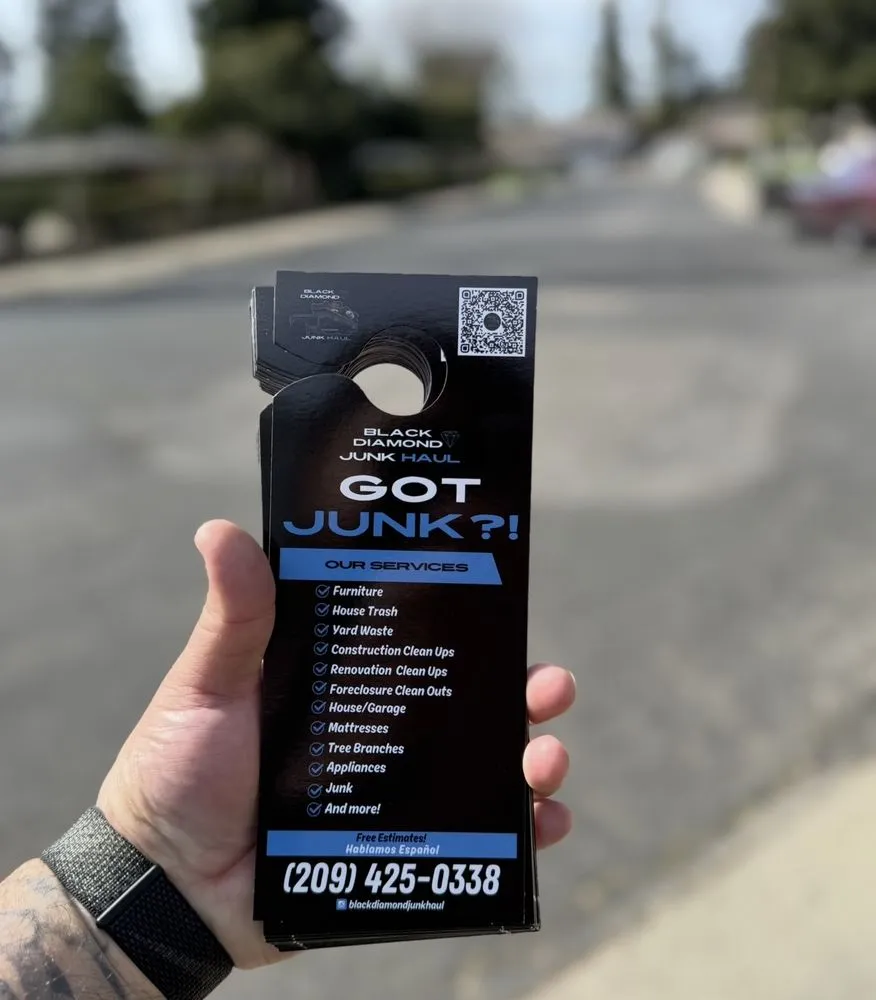 BLACK
DIAMOND
JUNK HAUL
BLACK
DIAMOND
JUNK HAUL
GOT
JUNK?!
OUR SERVICES
Furniture
House Trash
Yard Waste
Construction Clean Ups
Renovation Clean Ups
Foreclosure Clean Outs
House/Garage
Mattresses
Tree Branches
Appliances
Junk
And more!
Free Estimates!
Hablamos Español
(209) 425-0338
blackdiamondjunkhaul